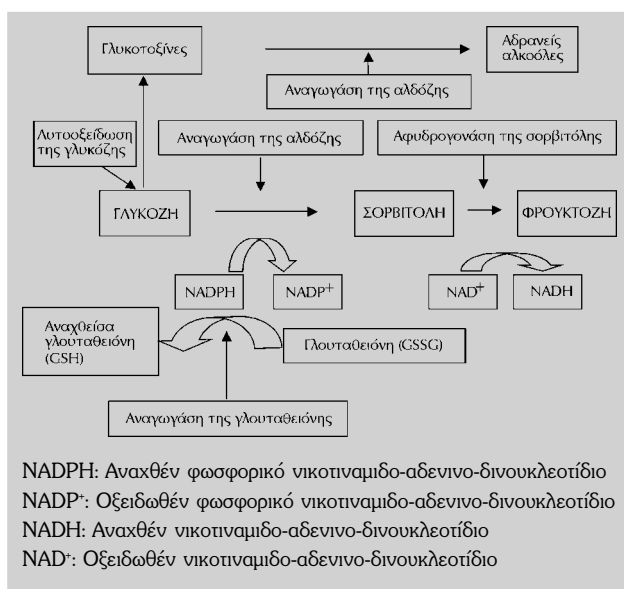 Γλυκοτοξίνες
Αδρανείς
αλκοόλες
Αναγωγάση της αλδόζης
Λυτοοξείδωση
της γλυκόζης
Αναγωγάση της αλδόζης
Αφυδρογονάση της σορβιτόλης
ΓΛΥΚΟΖΗ
ΣΟΡΒΙΤΟΛΗ
ΦΡΟΥΚΤΟΖΗ
NADPH
NADP+
NAD+
NADH
Αναχθείσα
γλουταθειόνη
(GSH)
Γλουταθειόνη (GSSG)
Αναγωγάση της γλουταθειόνης
NADPH: Αναχθέν φωσφορικό νικοτιναμιδο-αδενινο-δινουκλεοτίδιο
NADP+: Οξειδωθέν φωσφορικό νικοτιναμιδο-αδενινο-δινουκλεοτίδιο
NADH: Αναχθέν νικοτιναμιδο-αδενινο-δινουκλεοτίδιο
NAD+: Οξειδωθέν νικοτιναμιδο-αδενινο-δινουκλεοτίδιο